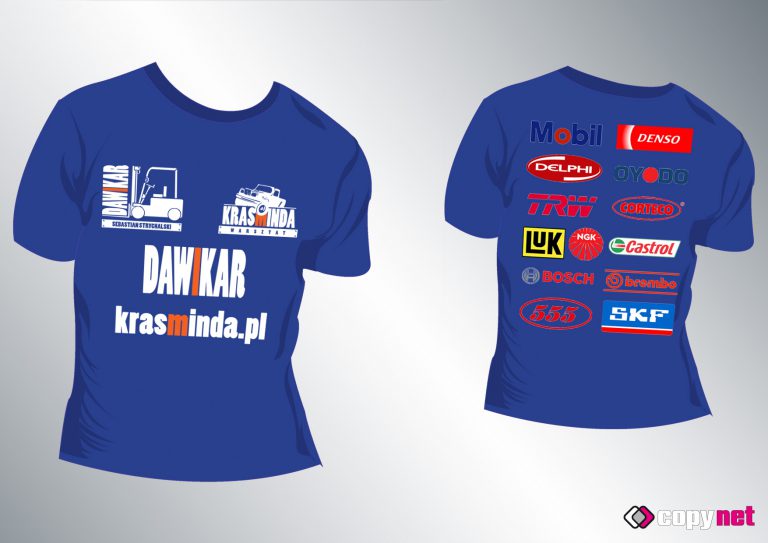 DAWIKAR
SEBASTIAN STRYCHALSKI
KRASMINDA
WARSZTAT
DAWIKAR
krasminda.pl
Mobil DENSO
DELPHI OYODO
TRW CORTECO
LUK NGK Castrol
BOSCH brembo
555 SKF
copynet